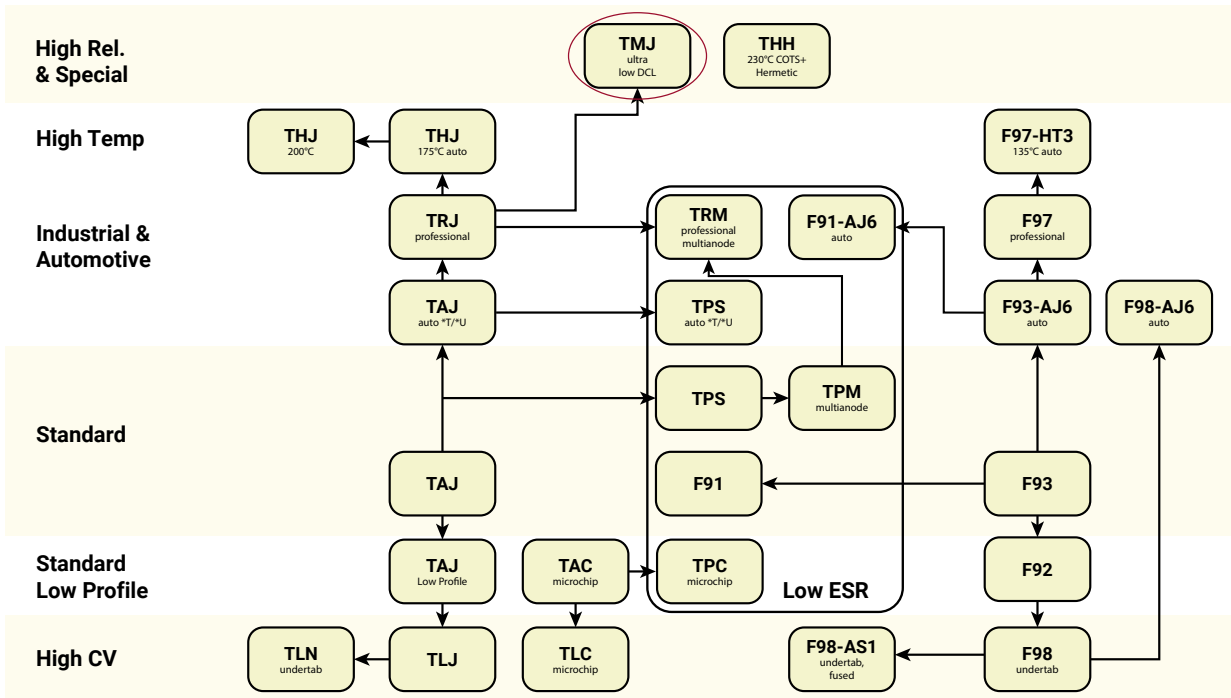 High Rel.
& Special
TMJ
ultra
low DCL
THH
230°C COTS+
Hermetic
High Temp
THJ
200°C
THJ
175°C auto
F97-HT3
135°C auto
Industrial &
Automotive
TRJ
professional
TRM
professional
multianode
F91-AJ6
auto
F97
professional
TAJ
auto *T/*U
TPS
auto *T/*U
F93-AJ6
auto
F98-AJ6
auto
Standard
TPS
TPM
multianode
TAJ
F91
F93
Standard
Low Profile
TAJ
Low Profile
TAC
microchip
TPC
microchip
Low ESR
F92
High CV
TLN
undertab
TLJ
TLC
microchip
F98-AS1
undertab,
fused
F98
undertab